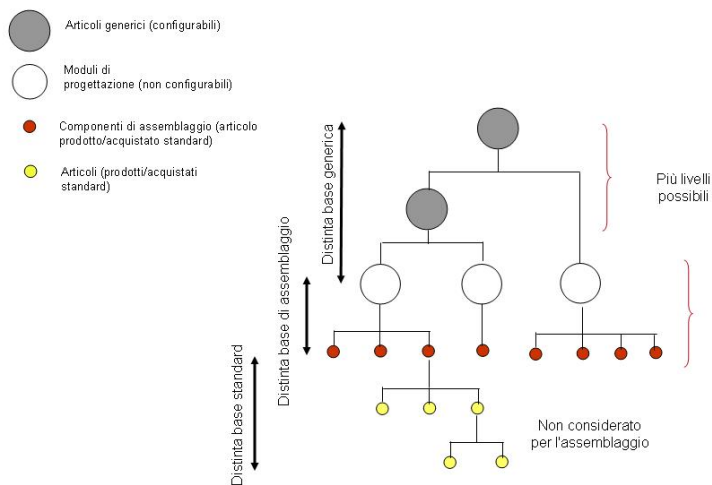 Articoli generici (configurabili)
Moduli di
progettazione (non configurabili)
Componenti di assemblaggio (articolo
prodotto/acquistato standard)
Articoli (prodotti/acquistati
standard)
Distinta base generica
Distinta base di assemblaggio
Distinta base standard
Più livelli
possibili
Non considerato
per l'assemblaggio